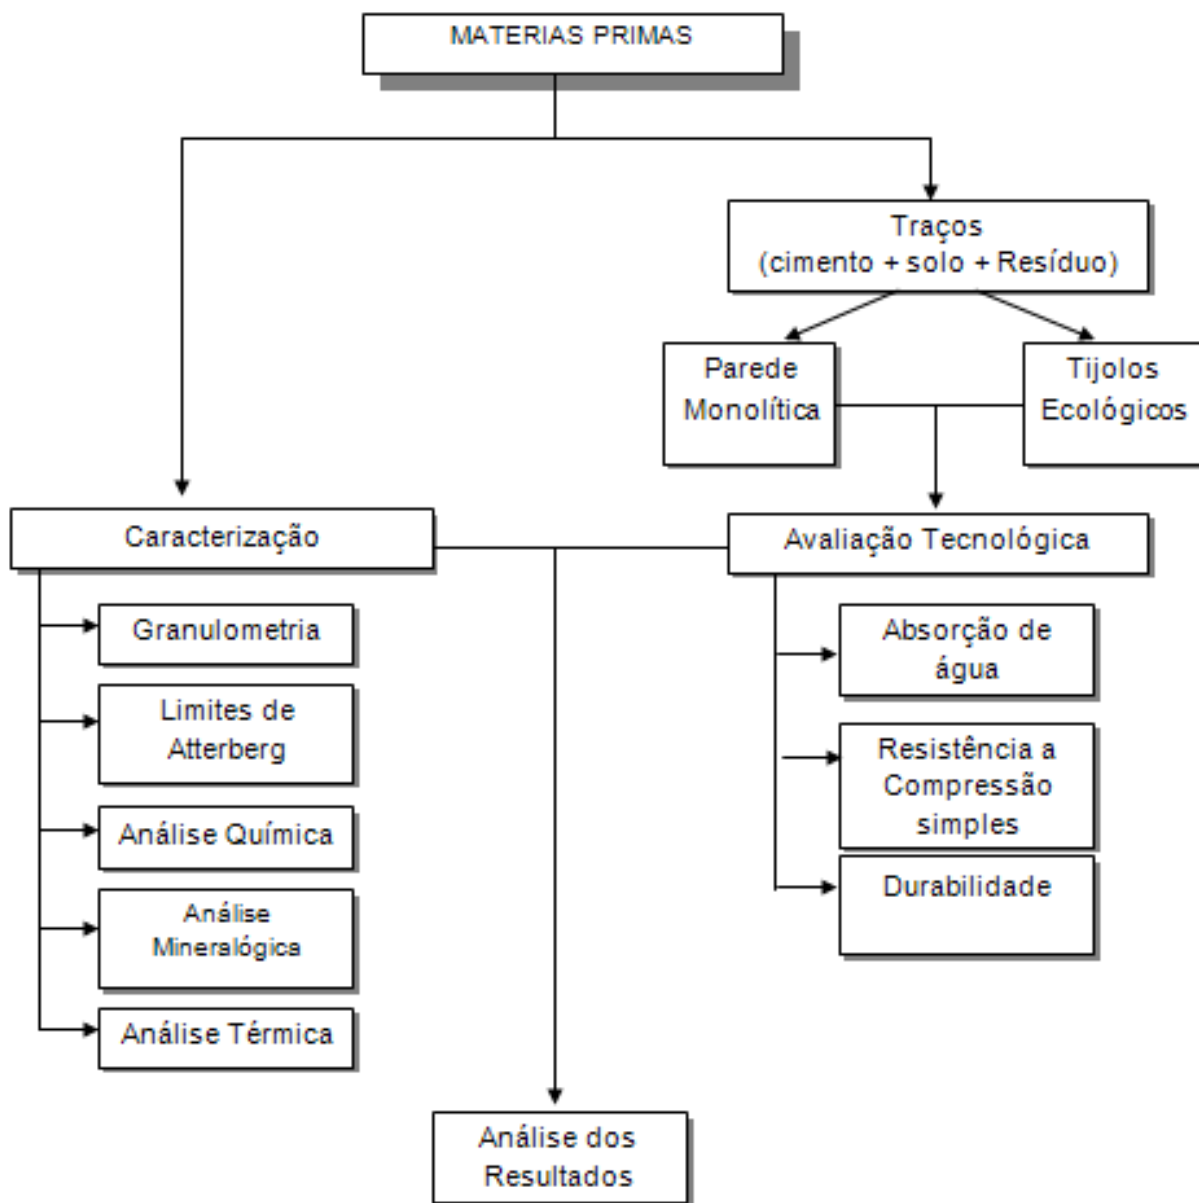 MATERIAS PRIMAS
Traços
(cimento + solo + Resíduo)
Parede
Monolítica
Tijolos
Ecológicos
Caracterização
Avaliação Tecnológica
Granulometria
Limites de
Atterberg
Análise Química
Análise
Mineralógica
Análise Térmica
Absorção de
água
Resistência a
Compressão
simples
Durabilidade
Análise dos
Resultados